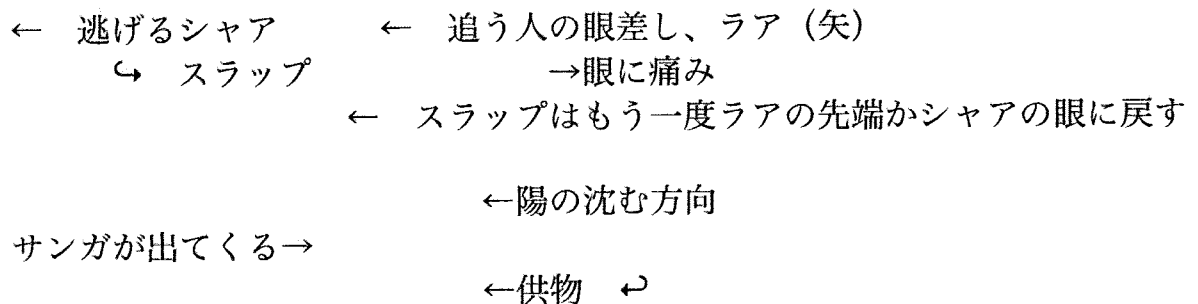 ← 逃げるシャア ← 追う人の眼差し、ラア（矢）
↪ スラップ →眼に痛み
← スラップはもう一度ラアの先端かシャアの眼に戻す
←陽の沈む方向
サンガが出てくる→
←供物 ↩